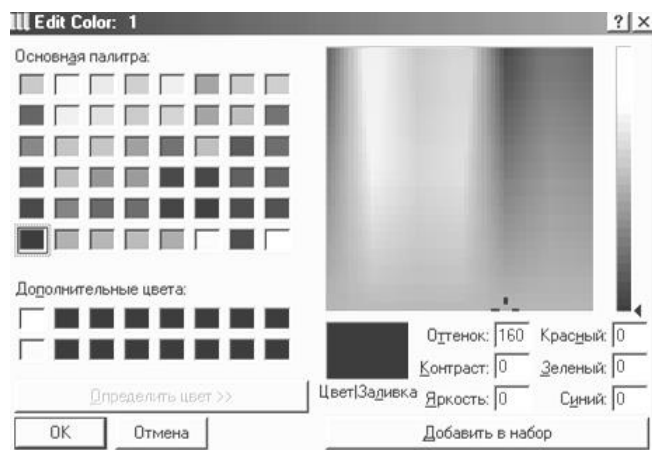 Edit Color: 1 ? ×
Основная палитра:
Дополнительные цвета:
Определить цвет >>
OK Отмена
Цвет|Заливка
Оттенок: 160 Красный: 0
Контраст: 0 Зеленый: 0
Яркость: 0 Синий: 0
Добавить в набор